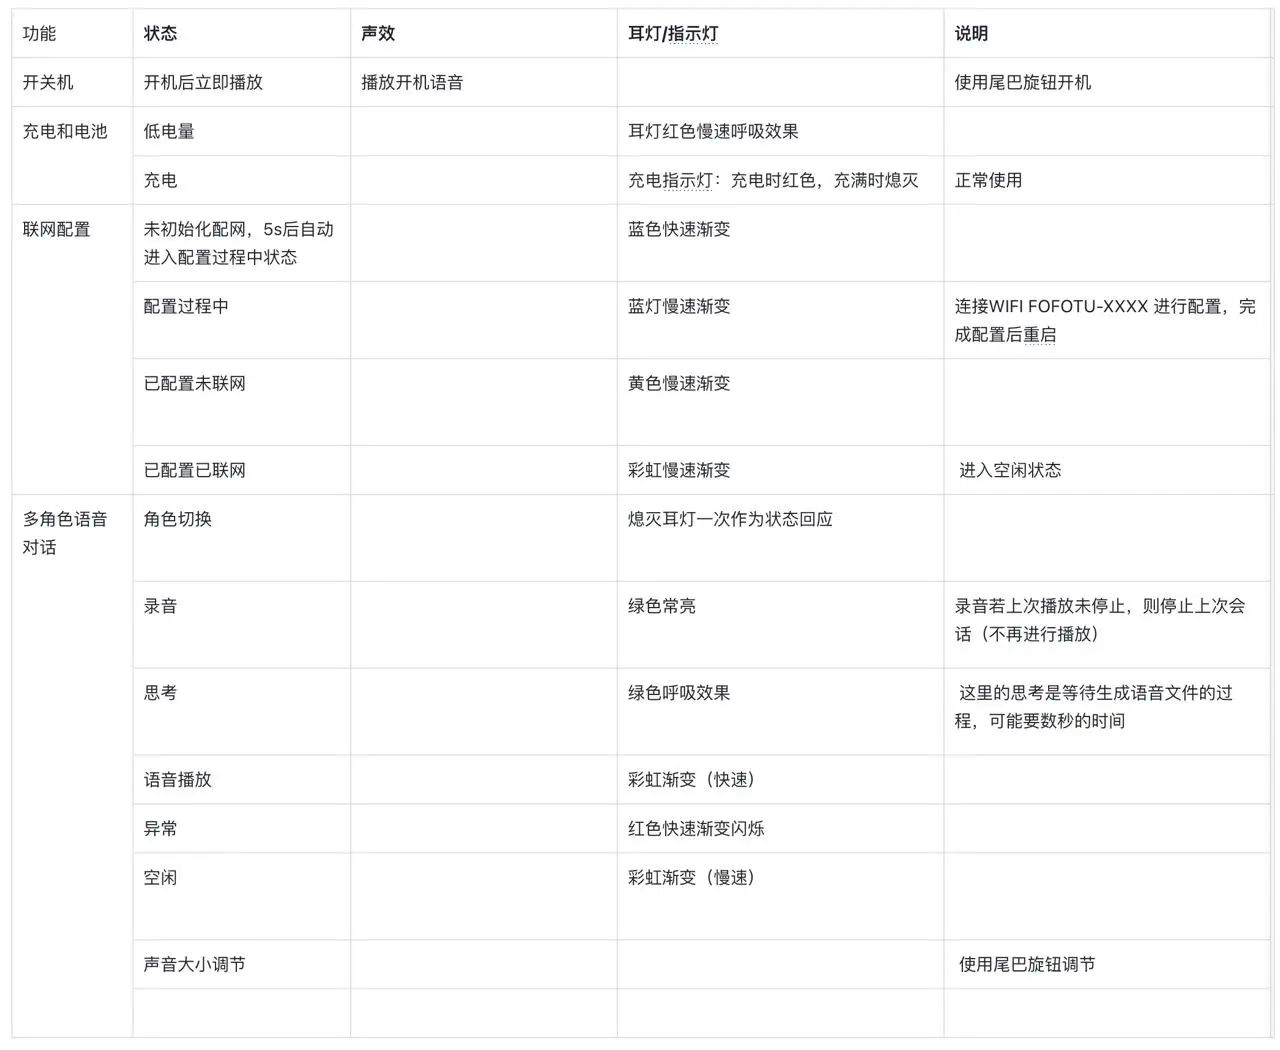 功能 状态 声效 耳灯/指示灯 说明
开关机 开机后立即播放 播放开机语音 使用尾巴旋钮开机
充电和电池 低电量 耳灯红色慢速呼吸效果
充电 充电指示灯：充电时红色，充满时熄灭 正常使用
联网配置 未初始化配网，5s后自动 蓝色快速渐变
进入配置过程中状态
配置过程中 蓝灯慢速渐变 连接WIFI FOFOTU-XXXX 进行配置，完
成配置后重启
已配置未联网 黄色慢速渐变
已配置已联网 彩虹慢速渐变 进入空闲状态
多角色语音 角色切换 熄灭耳灯一次作为状态回应
对话
录音 绿色常亮 录音若上次播放未停止，则停止上次会
话（不再进行播放）
思考 绿色呼吸效果 这里的思考是等待生成语音文件的过
程，可能要数秒的时间
语音播放 彩虹渐变（快速）
异常 红色快速渐变闪烁
空闲 彩虹渐变（慢速）
声音大小调节 使用尾巴旋钮调节